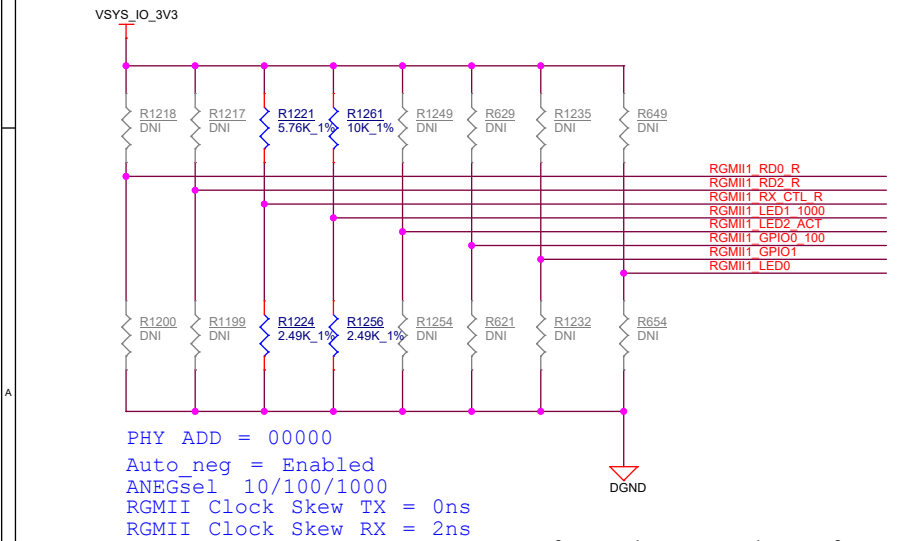 VSYS_IO_3V3
R1218 R1217 R1221 R1261 R1249 R629 R1235 R649
DNI DNI 5.76K_1% 10K_1% DNI DNI DNI DNI
RGMII1_RD0_R
RGMII1_RD2_R
RGMII1_RX_CTL_R
RGMII1_LED1_1000
RGMII1_LED2_ACT
RGMII1_GPIO0_100
RGMII1_GPIO1
RGMII1_LED0
R1200 R1199 R1224 R1256 R1254 R621 R1232 R654
DNI DNI 2.49K_1% 2.49K_1% DNI DNI DNI DNI
A
PHY ADD = 00000
Auto_neg = Enabled
ANEGsel 10/100/1000
RGMII Clock Skew TX = 0ns
RGMII Clock Skew RX = 2ns
DGND